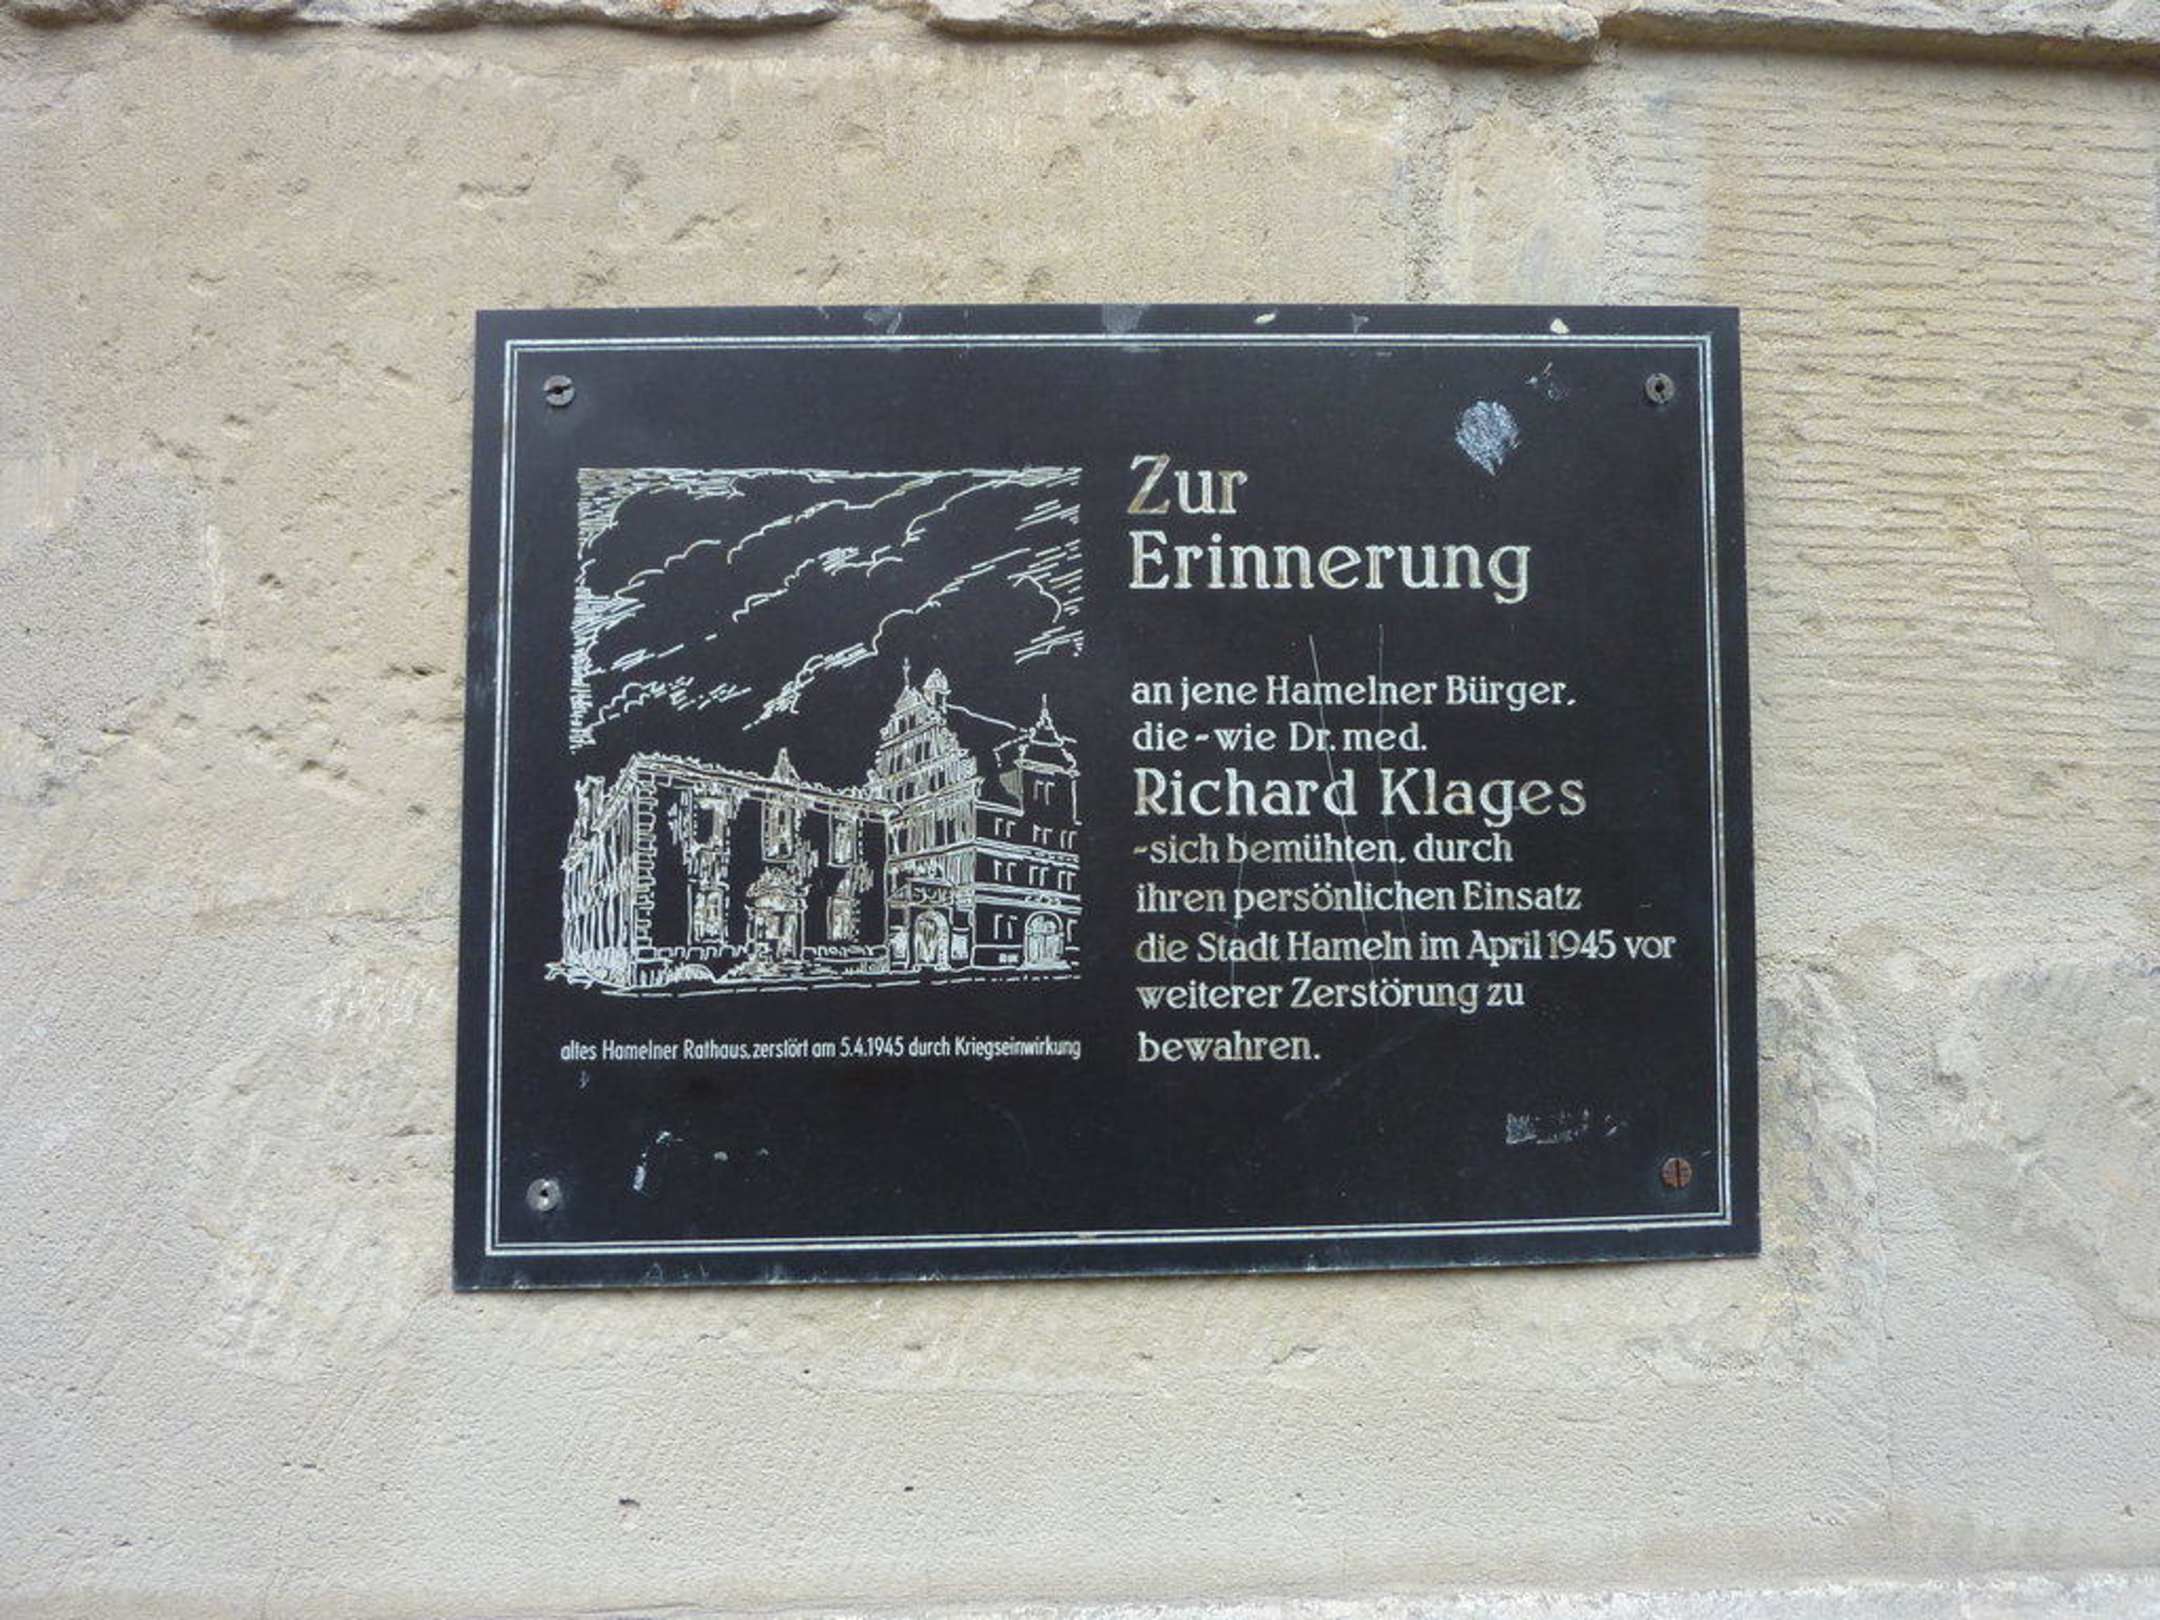 Zur
Erinnerung
an jene Hamelner Bürger,
die-wie Dr. med.
Richard Klages
-sich bemühten, durch
ihren persönlichen Einsatz
die Stadt Hameln im April 1945 vor
weiterer Zerstörung zu
bewahren.
altes Hamelner Rathaus, zerstört am 5.4.1945 durch Kriegseinwirkung